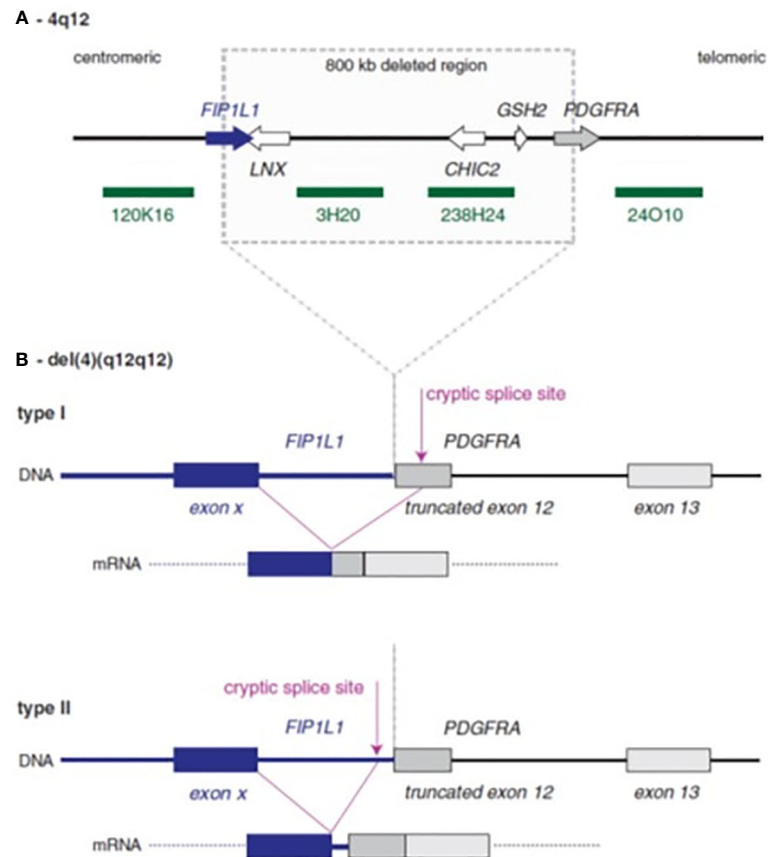 A - 4q12
centromeric
800 kb deleted region
telomeric
FIP1L1
GSH2
PDGFRA
LNX
CHIC2
120K16
3H20
238H24
24O10
B - del(4)(q12q12)
cryptic splice site
type I
FIP1L1
PDGFRA
DNA
exon x
truncated exon 12
exon 13
mRNA
cryptic splice site
type II
FIP1L1
PDGFRA
DNA
exon x
truncated exon 12
exon 13
mRNA